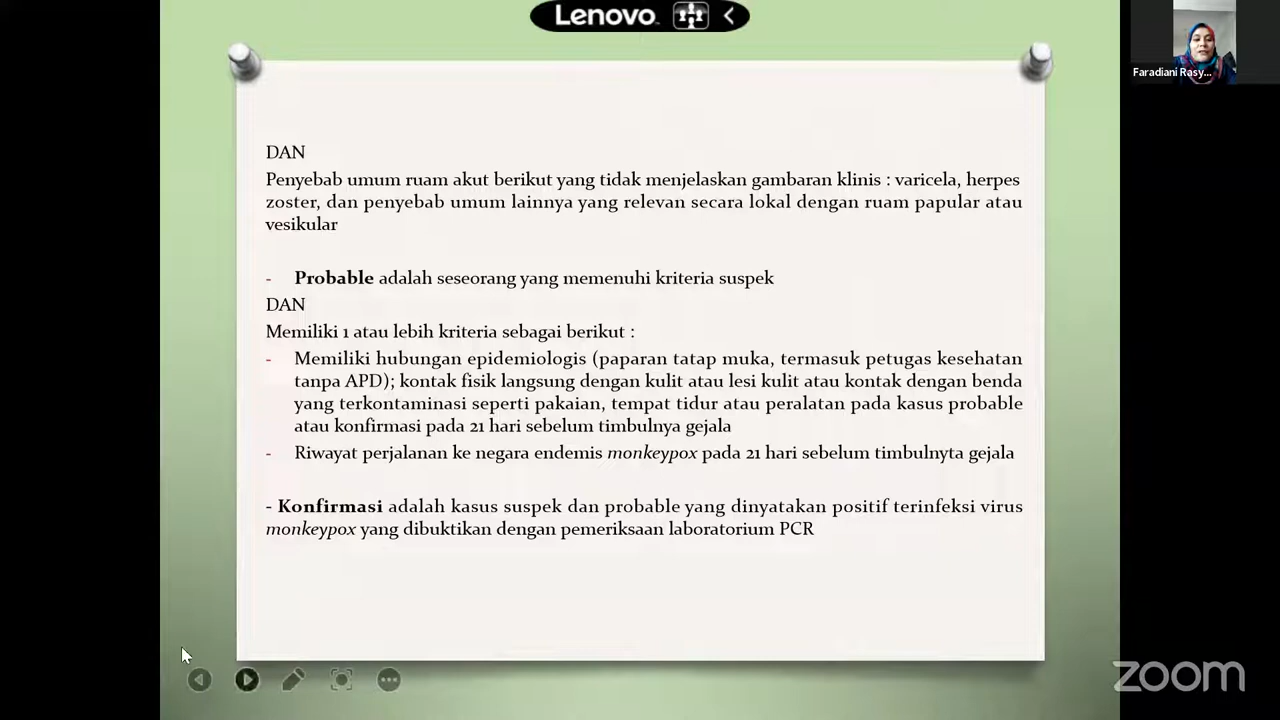 Lenovo
Faradiani Rasy...
DAN
Penyebab umum ruam akut berikut yang tidak menjelaskan gambaran klinis : varicela, herpes
zoster, dan penyebab umum lainnya yang relevan secara lokal dengan ruam papular atau
vesikular
- Probable adalah seseorang yang memenuhi kriteria suspek
DAN
Memiliki 1 atau lebih kriteria sebagai berikut :
- Memiliki hubungan epidemiologis (paparan tatap muka, termasuk petugas kesehatan
tanpa APD); kontak fisik langsung dengan kulit atau lesi kulit atau kontak dengan benda
yang terkontaminasi seperti pakaian, tempat tidur atau peralatan pada kasus probable
atau konfirmasi pada 21 hari sebelum timbulnya gejala
- Riwayat perjalanan ke negara endemis monkeypox pada 21 hari sebelum timbulnyta gejala
- Konfirmasi adalah kasus suspek dan probable yang dinyatakan positif terinfeksi virus
monkeypox yang dibuktikan dengan pemeriksaan laboratorium PCR
zoom